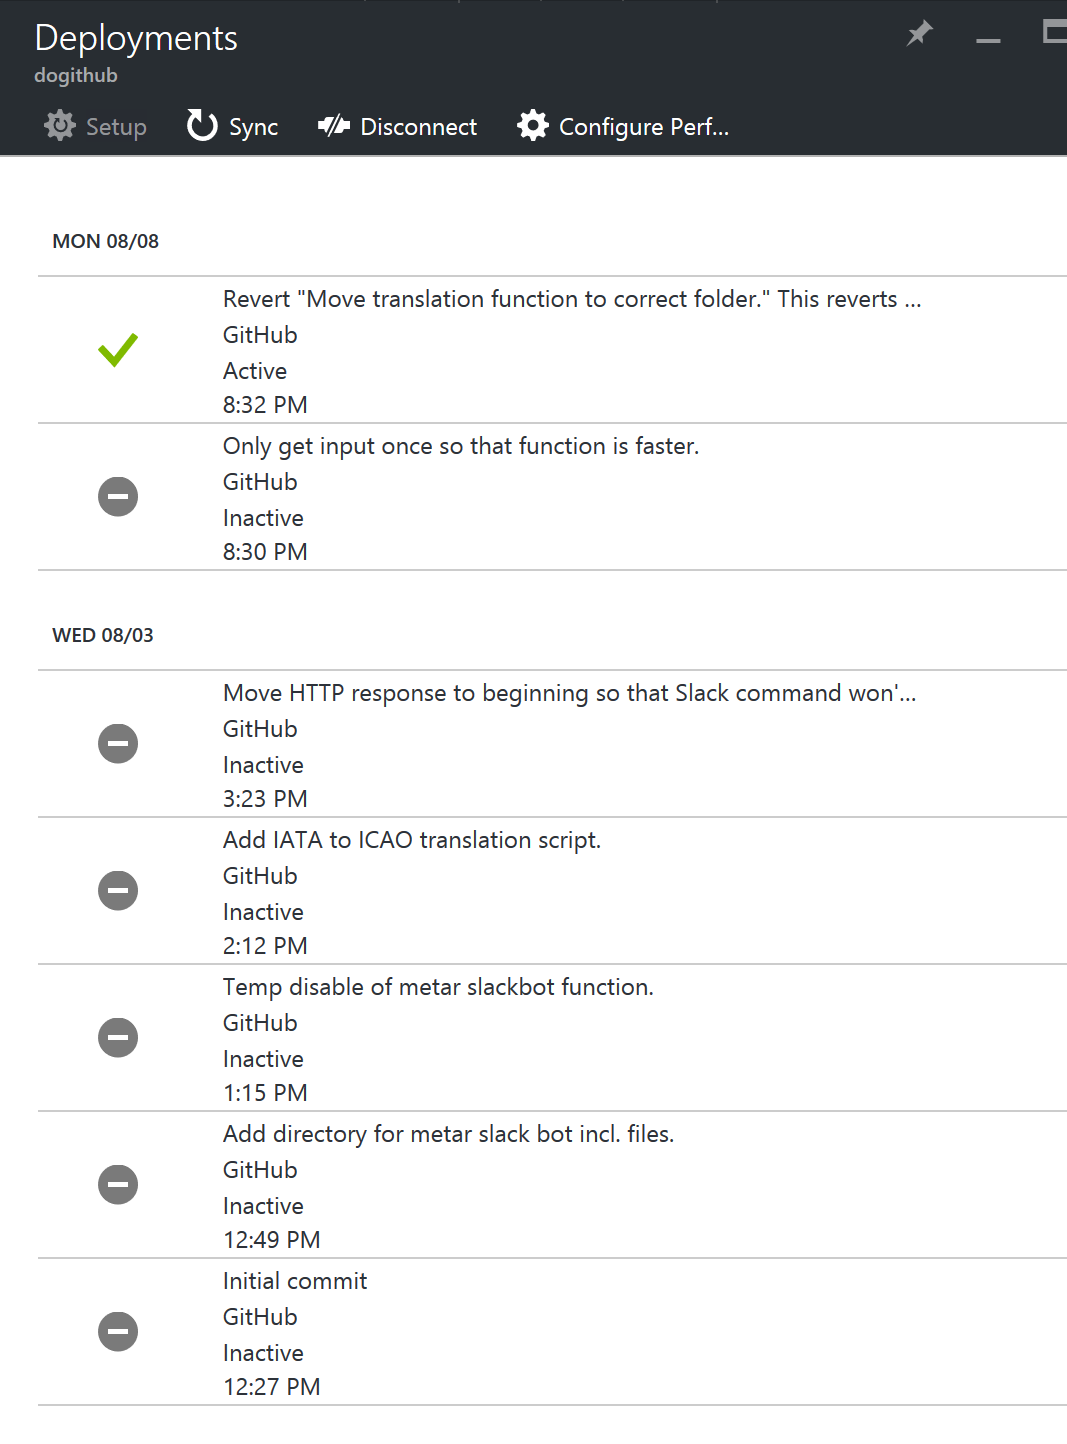 Deployments
dogithub
Setup Sync Disconnect Configure Perf...
MON 08/08
Revert "Move translation function to correct folder." This reverts ...
GitHub
Active
8:32 PM
Only get input once so that function is faster.
GitHub
Inactive
8:30 PM
WED 08/03
Move HTTP response to beginning so that Slack command won'...
GitHub
Inactive
3:23 PM
Add IATA to ICAO translation script.
GitHub
Inactive
2:12 PM
Temp disable of metar slackbot function.
GitHub
Inactive
1:15 PM
Add directory for metar slack bot incl. files.
GitHub
Inactive
12:49 PM
Initial commit
GitHub
Inactive
12:27 PM